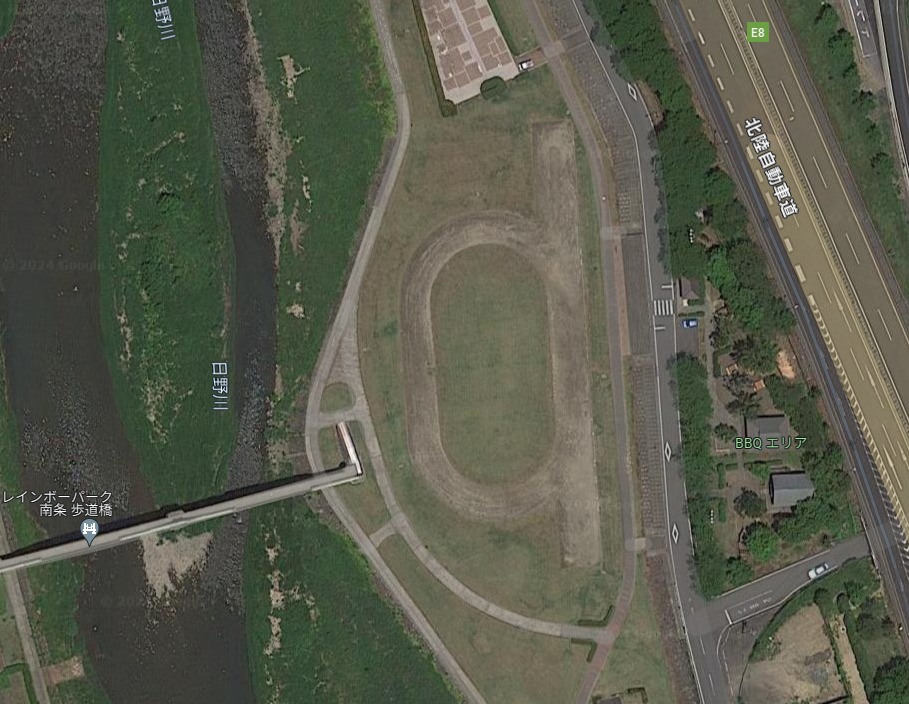 日野川
E8
北陸自動車道
日野川
BBQ エリア
レインボーパーク
南条 歩道橋